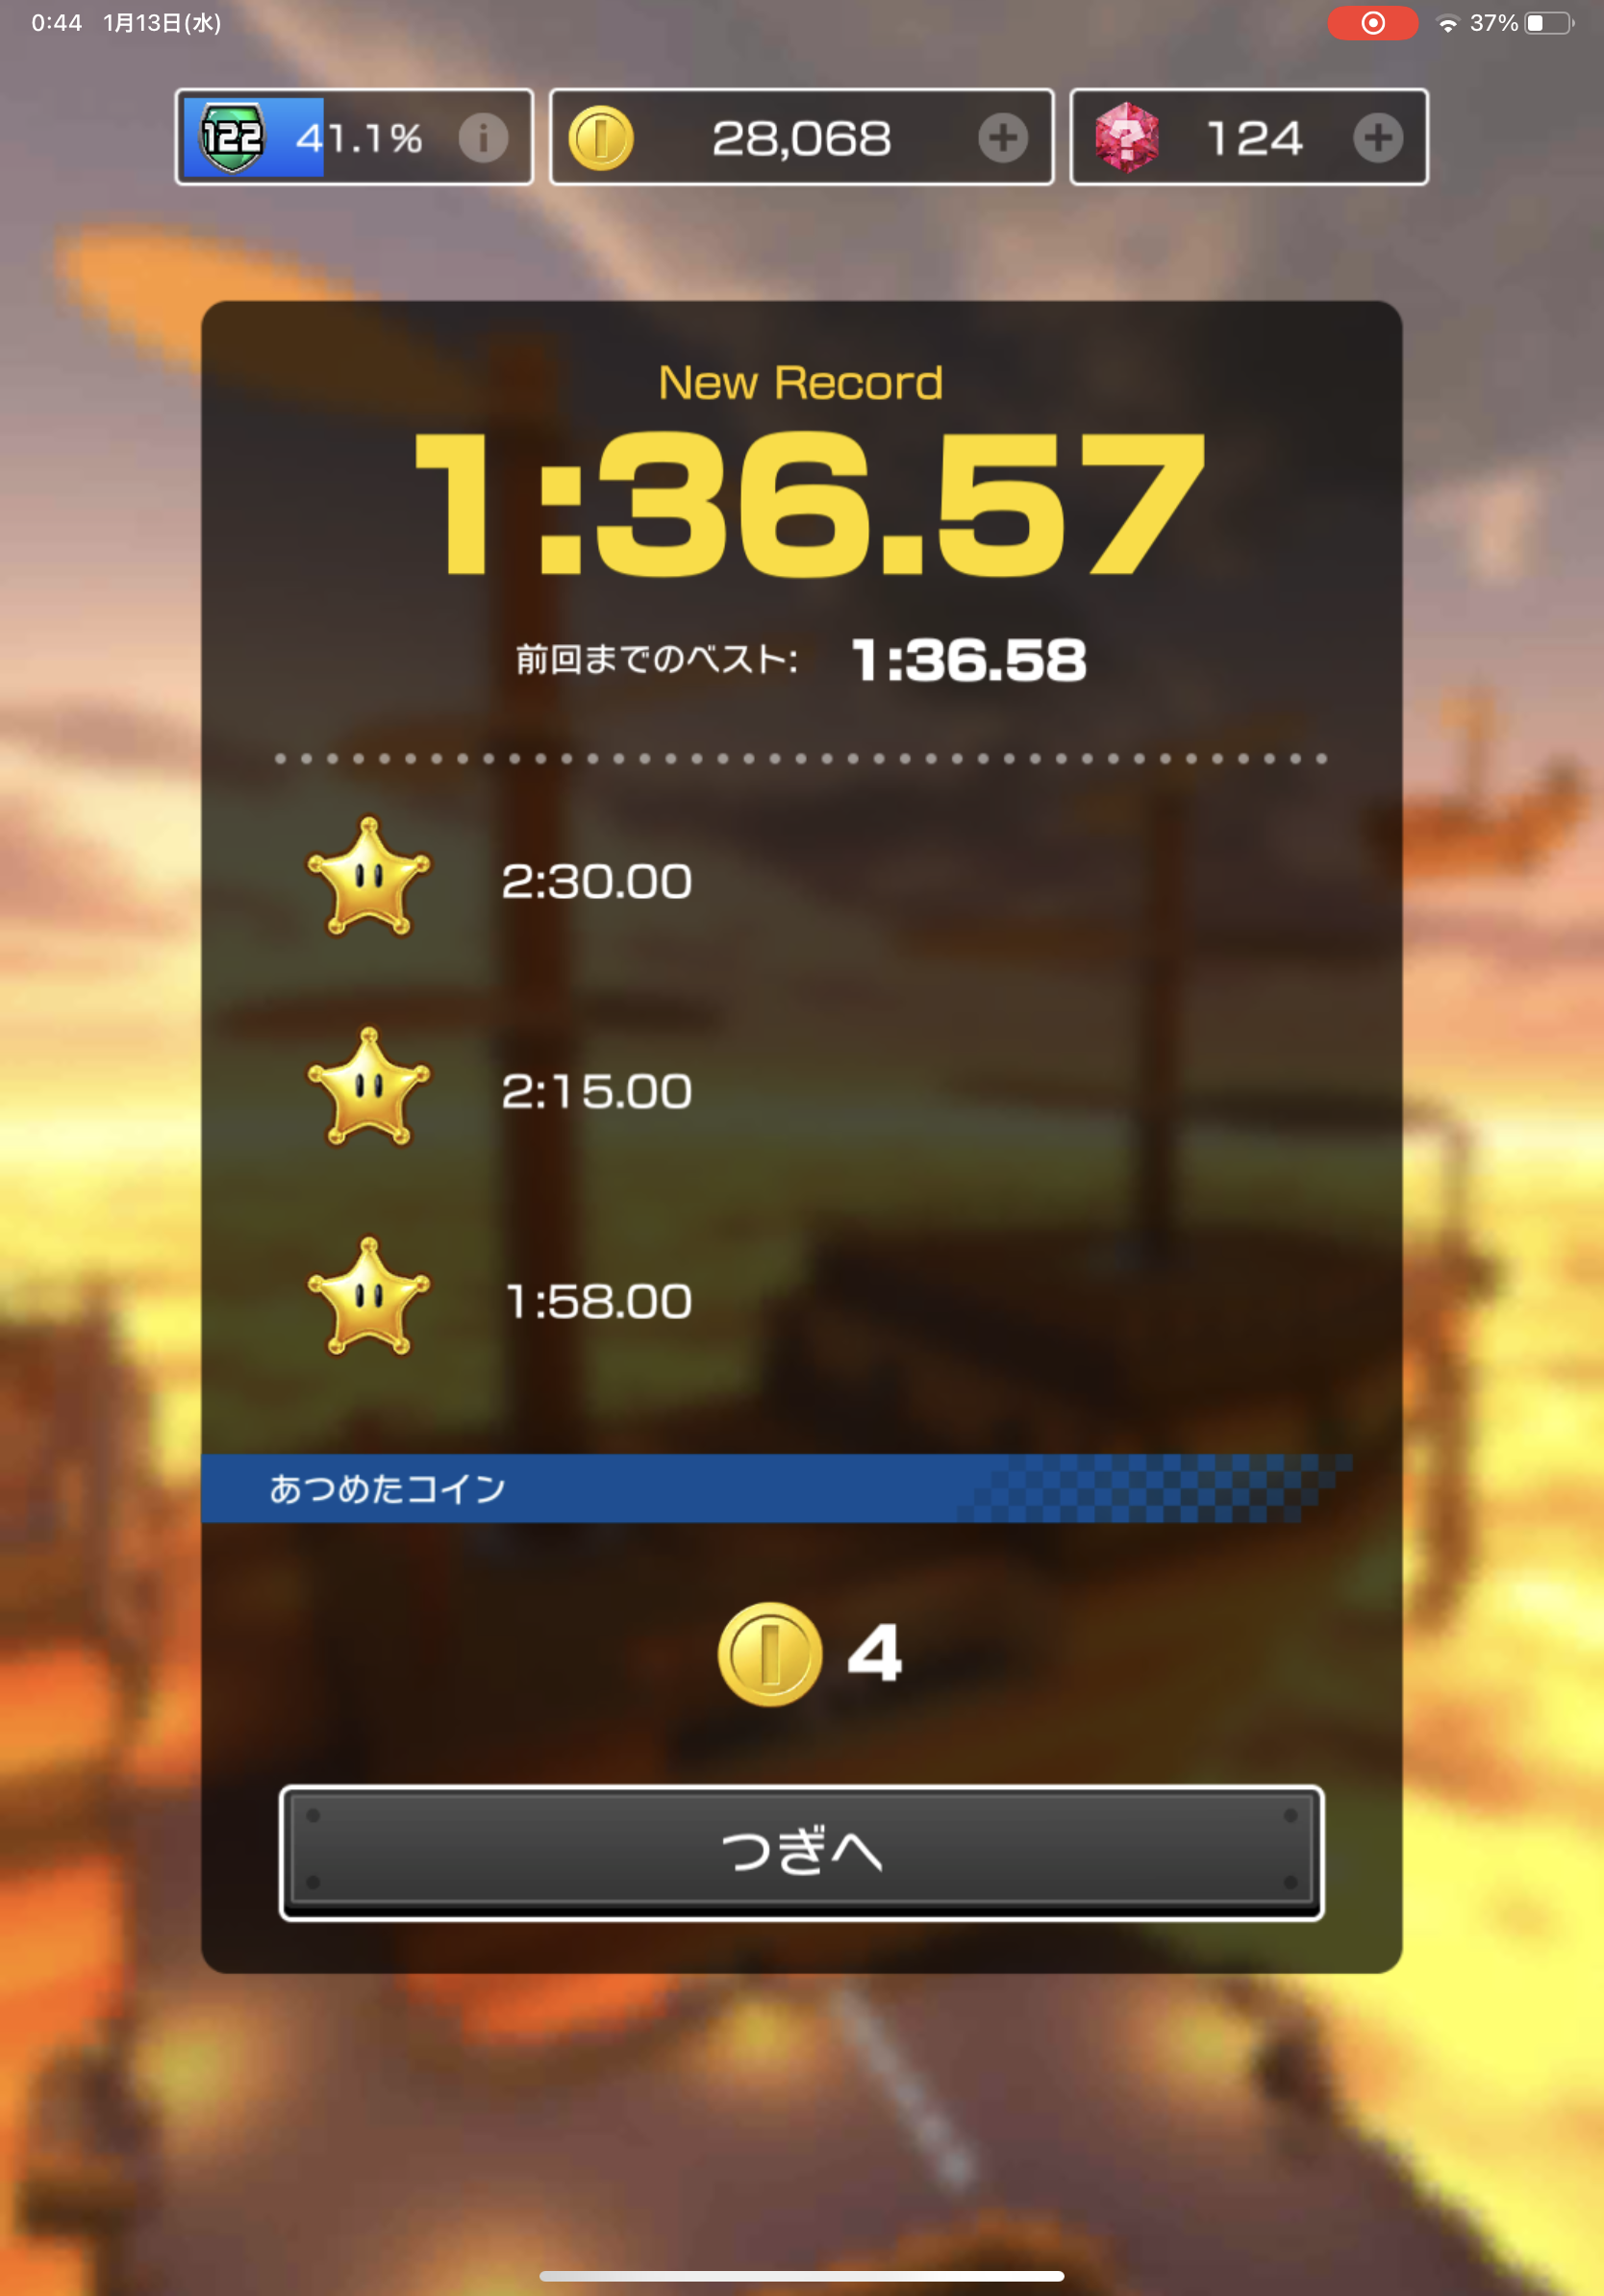 0:44 1月13日(水) 37%
122 41.1% i 28,068 + ? 124 +
New Record
1:36.57
前回までのベスト: 1:36.58
2:30.00
2:15.00
1:58.00
あつめたコイン
4
つぎへ